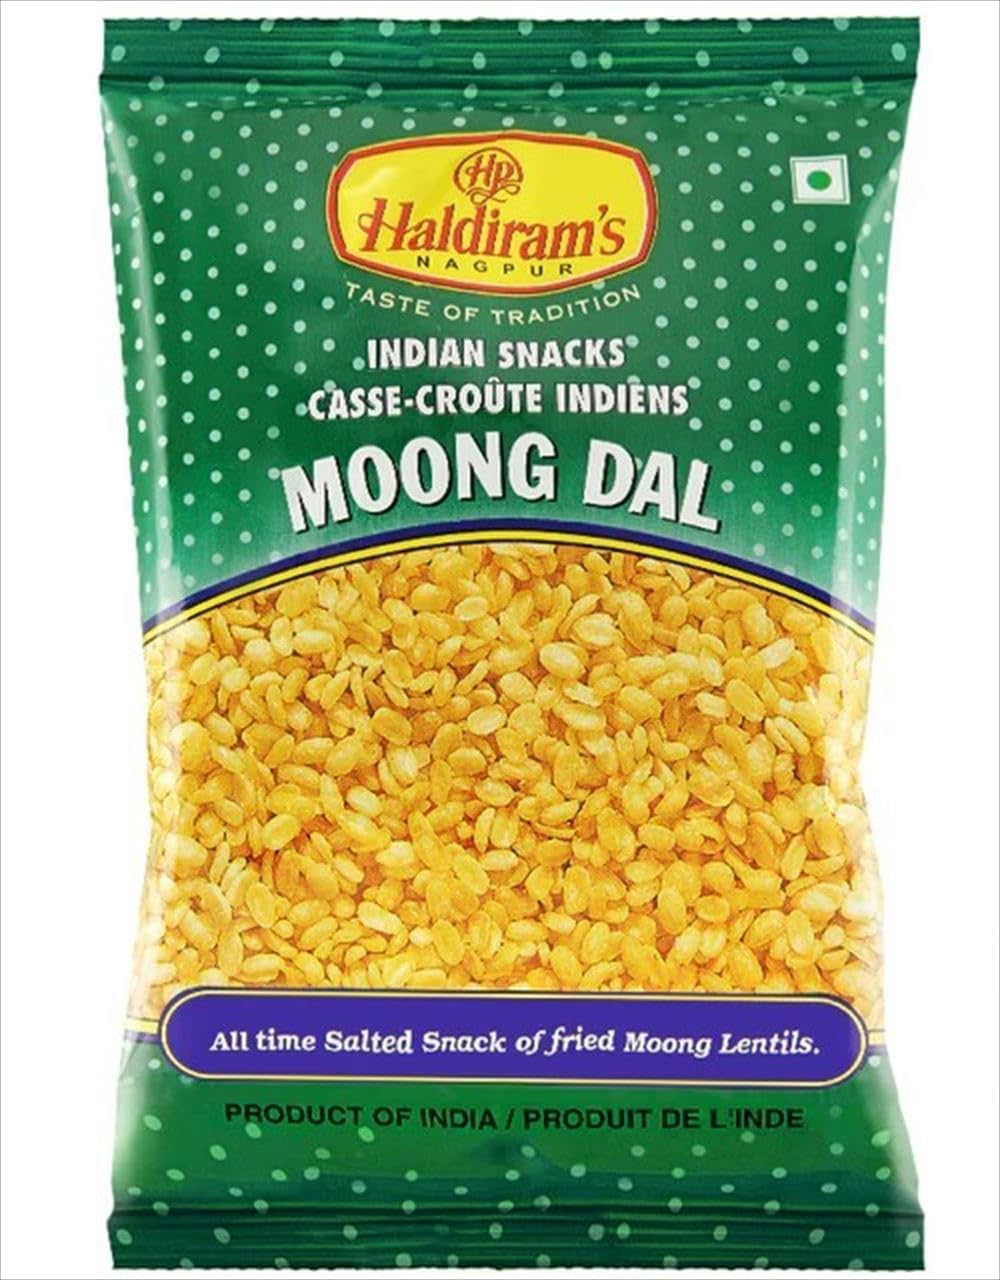 HR
Haldiram's
NAGPUR
TASTE OF TRADITION
INDIAN SNACKS
CASSE-CROÛTE INDIENS
MOONG DAL
All time Salted Snack of fried Moong Lentils.
PRODUCT OF INDIA / PRODUIT DE L'INDE